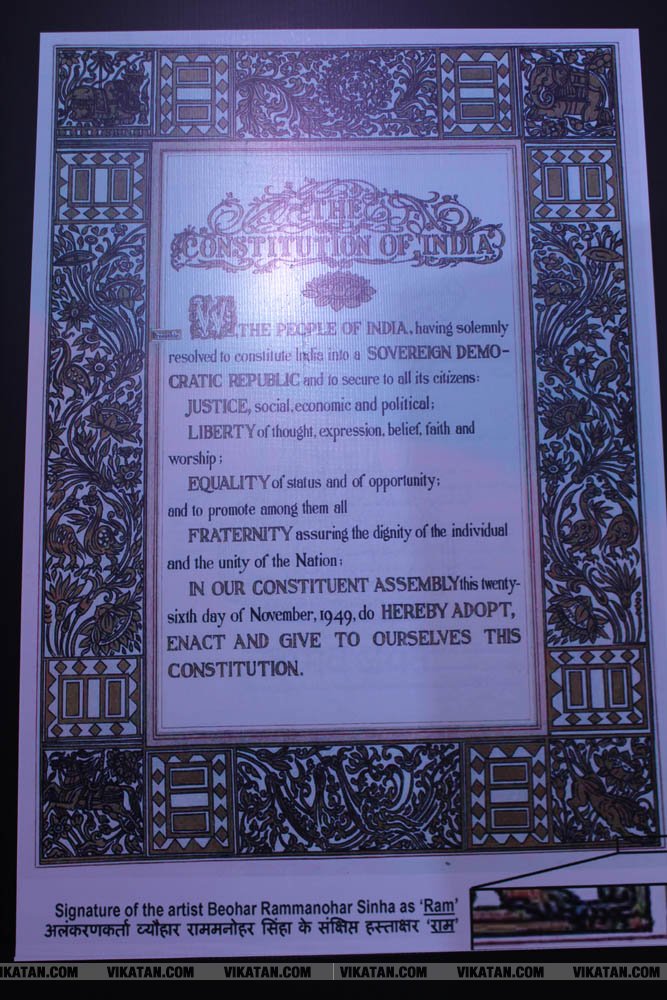 THE
CONSTITUTION OF INDIA
WE, THE PEOPLE OF INDIA, having solemnly
resolved to constitute India into a SOVEREIGN DEMO-
CRATIC REPUBLIC and to secure to all its citizens:
JUSTICE, social, economic and political;
LIBERTY of thought, expression, belief, faith and
worship;
EQUALITY of status and of opportunity;
and to promote among them all
FRATERNITY assuring the dignity of the individual
and the unity of the Nation;
IN OUR CONSTITUENT ASSEMBLY this twenty-
sixth day of November, 1949, do HEREBY ADOPT,
ENACT AND GIVE TO OURSELVES THIS
CONSTITUTION.
Signature of the artist Beohar Rammanohar Sinha as 'Ram'
अलंकरणकर्ता व्यौहार राममनोहर सिंहा के संक्षिप्त हस्ताक्षर 'राम'
VIKATAN.COM VIKATAN.COM VIKATAN.COM VIKATAN.COM VIKATAN.COM VIKATAN.COM